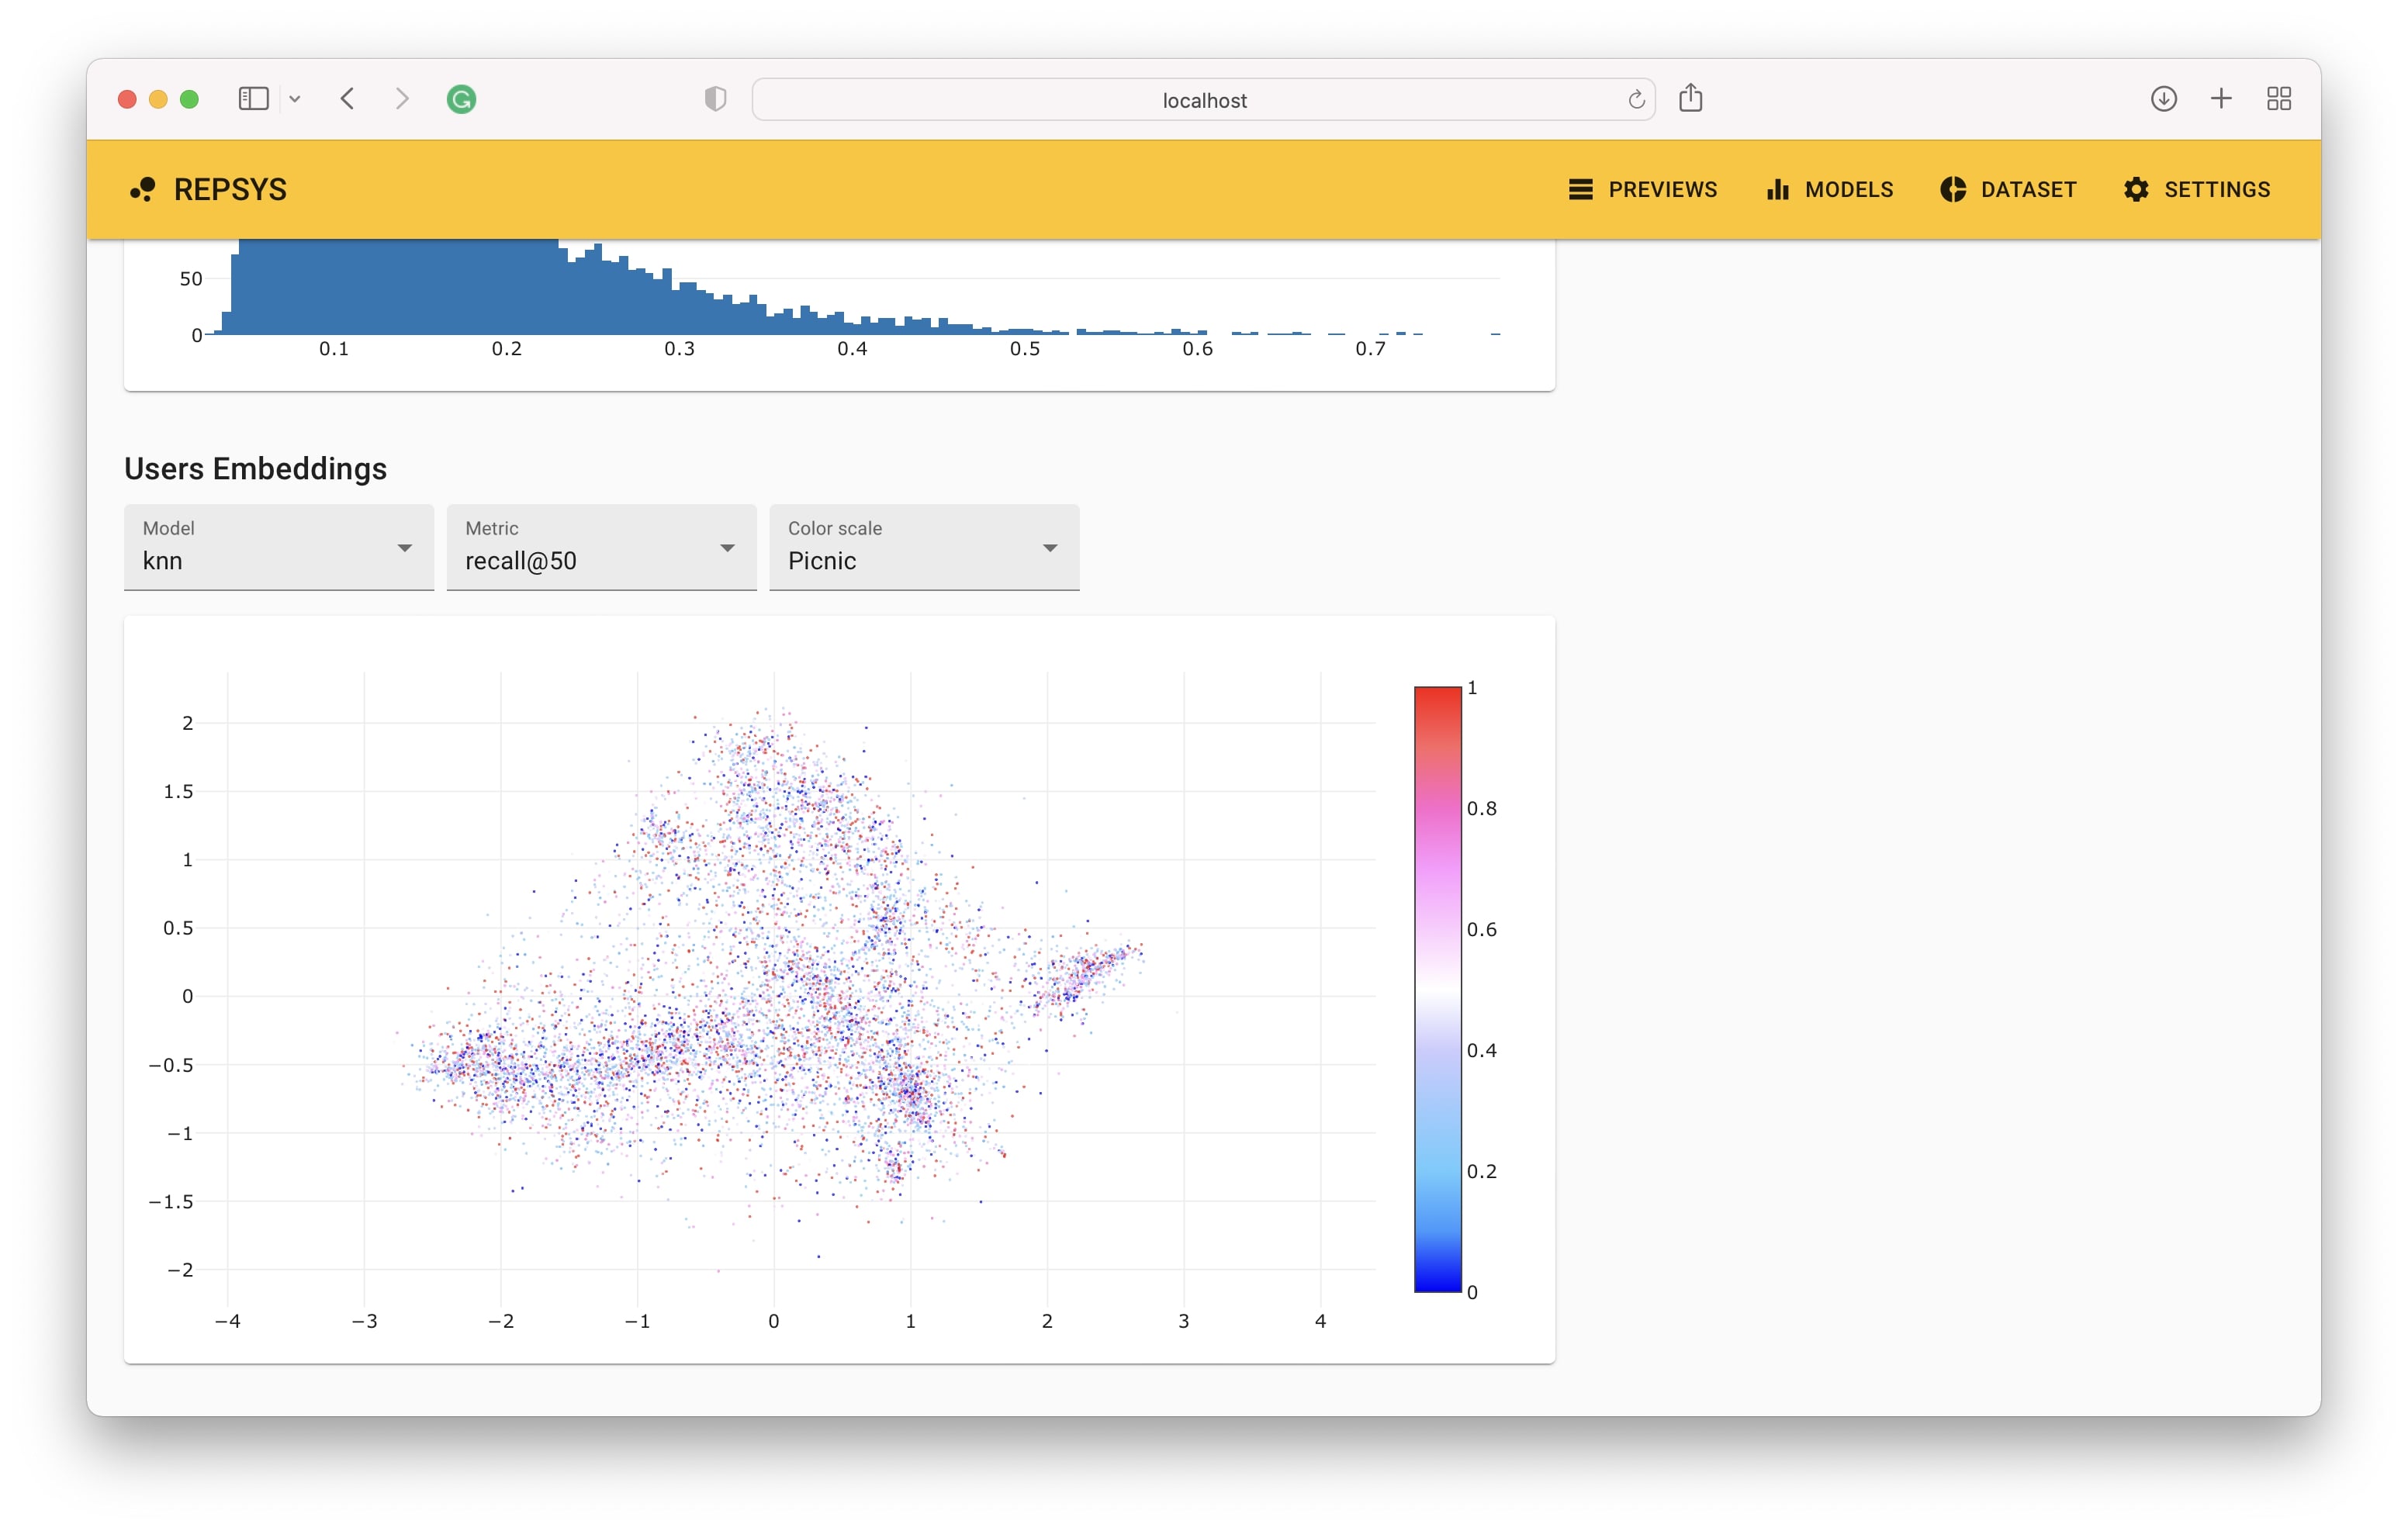 localhost
REPSYS PREVIEWS MODELS DATASET SETTINGS
50
0
0.1 0.2 0.3 0.4 0.5 0.6 0.7
Users Embeddings
Model Metric Color scale
knn recall@50 Picnic
1
2
1.5
0.8
1
0.5
0.6
0
0.4
−0.5
−1
0.2
−1.5
−2
0
−4 −3 −2 −1 0 1 2 3 4